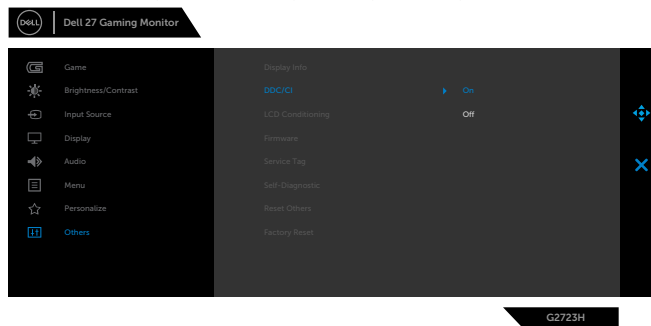 DELL
Dell 27 Gaming Monitor
Game
Display Info
Brightness/Contrast
DDC/CI
On
Input Source
LCD Conditioning
Off
Display
Firmware
Audio
Service Tag
Menu
Self-Diagnostic
Personalize
Reset Others
Others
Factory Reset
G2723H